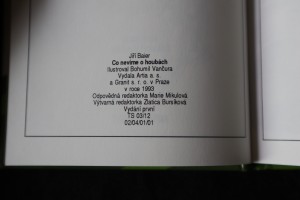 Jiří Baier
Co nevíme o houbách
Ilustroval Bohumil Vančura
Vydala Artia a. s.
a Granit s. r. o. v Praze
v roce 1993
Odpovědná redaktorka Marie Mikulová
Výtvarná redaktorka Zlatica Bursíková
Vydání první
TS 03/12
02/04/01/01